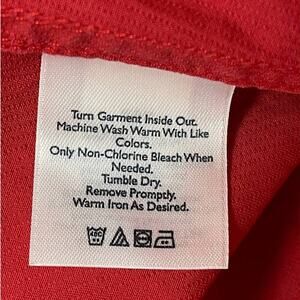 Turn Garment Inside Out.
Machine Wash Warm With Like
Colors.
Only Non-Chlorine Bleach When
Needed.
Tumble Dry.
Remove Promptly.
Warm Iron As Desired.